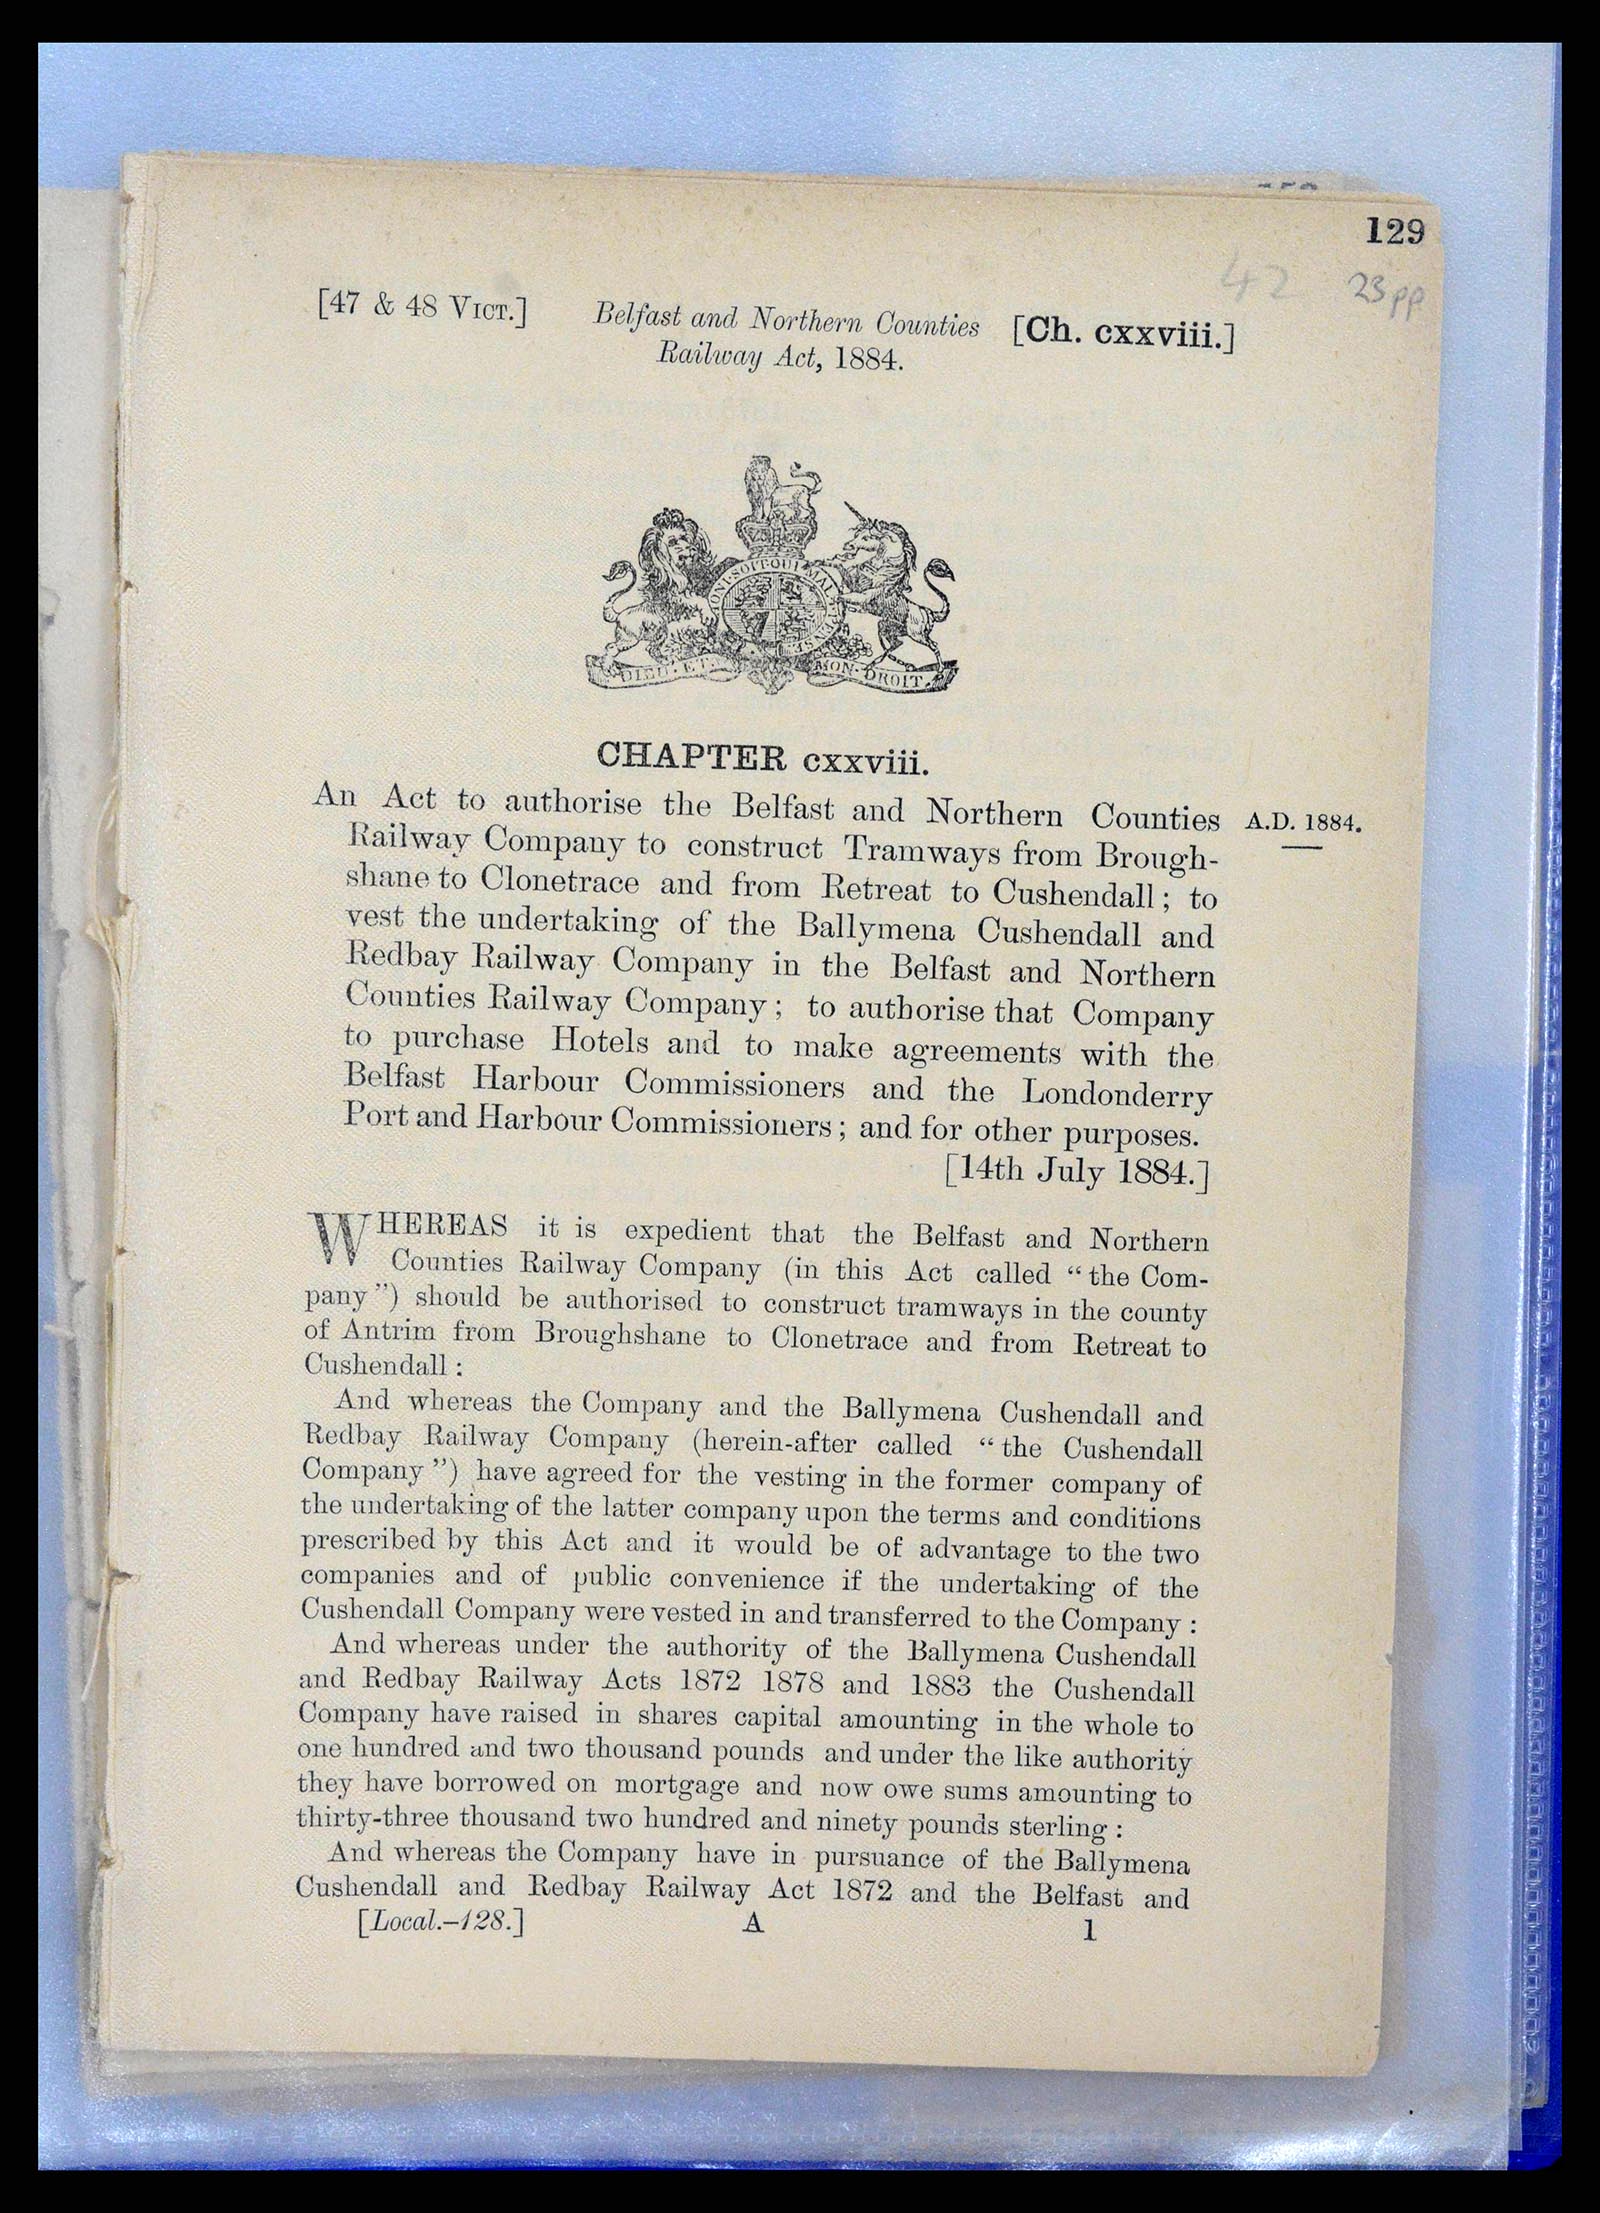 129
42 23pp
[47 & 48 VICT.] Belfast and Northern Counties [Ch. cxxviii.]
Railway Act, 1884.
ONI·SOIT·QUI·MAL
DIEU·ET· MON·DROIT.
CHAPTER cxxviii.
An Act to authorise the Belfast and Northern Counties A.D. 1884.
Railway Company to construct Tramways from Brough-
shane to Clonetrace and from Retreat to Cushendall; to
vest the undertaking of the Ballymena Cushendall and
Redbay Railway Company in the Belfast and Northern
Counties Railway Company; to authorise that Company
to purchase Hotels and to make agreements with the
Belfast Harbour Commissioners and the Londonderry
Port and Harbour Commissioners; and for other purposes.
[14th July 1884.]
WHEREAS it is expedient that the Belfast and Northern
Counties Railway Company (in this Act called “the Com-
pany”) should be authorised to construct tramways in the county
of Antrim from Broughshane to Clonetrace and from Retreat to
Cushendall:
And whereas the Company and the Ballymena Cushendall and
Redbay Railway Company (herein-after called “the Cushendall
Company”) have agreed for the vesting in the former company of
the undertaking of the latter company upon the terms and conditions
prescribed by this Act and it would be of advantage to the two
companies and of public convenience if the undertaking of the
Cushendall Company were vested in and transferred to the Company:
And whereas under the authority of the Ballymena Cushendall
and Redbay Railway Acts 1872 1878 and 1883 the Cushendall
Company have raised in shares capital amounting in the whole to
one hundred and two thousand pounds and under the like authority
they have borrowed on mortgage and now owe sums amounting to
thirty-three thousand two hundred and ninety pounds sterling:
And whereas the Company have in pursuance of the Ballymena
Cushendall and Redbay Railway Act 1872 and the Belfast and
[Local.-128.] A 1